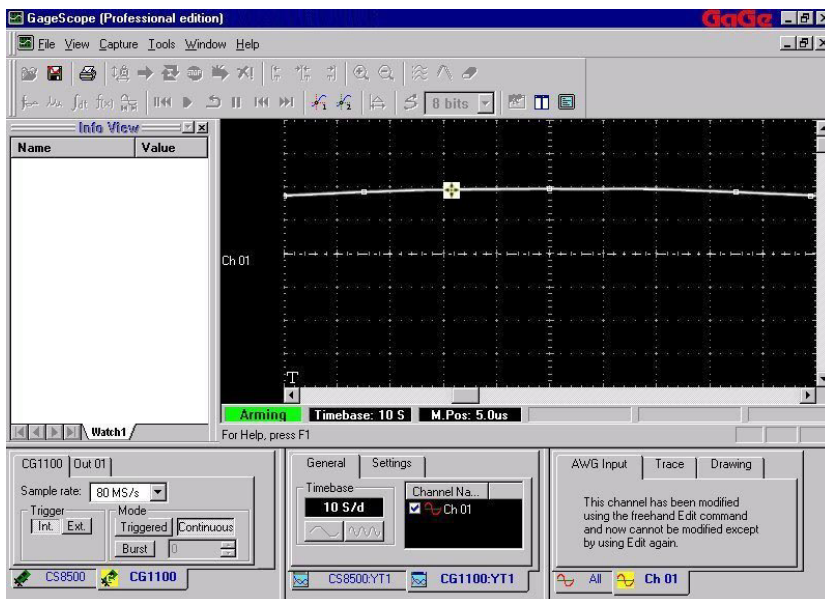 GageScope (Professional edition)
GaGe
File View Capture Tools Window Help
STOP
8 bits
Info View
Name Value
Ch 01
T
Watch1
Arming Timebase: 10 S M.Pos: 5.0us
For Help, press F1
CG1100 Out 01
Sample rate: 80 MS/s
Trigger
Int. Ext.
Mode
Triggered Continuous
Burst 0
CS8500 CG1100
General Settings
Timebase
10 S/d
Channel Na...
Ch 01
CS8500:YT1 CG1100:YT1
AWG Input Trace Drawing
This channel has been modified
using the freehand Edit command
and now cannot be modified except
by using Edit again.
All Ch 01